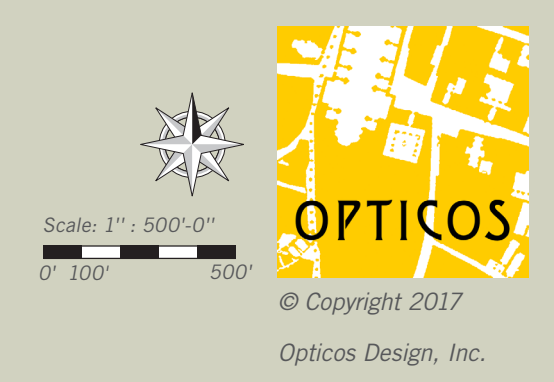 OPTICOS
Scale: 1'' : 500'-0''
0' 100' 500'
© Copyright 2017
Opticos Design, Inc.